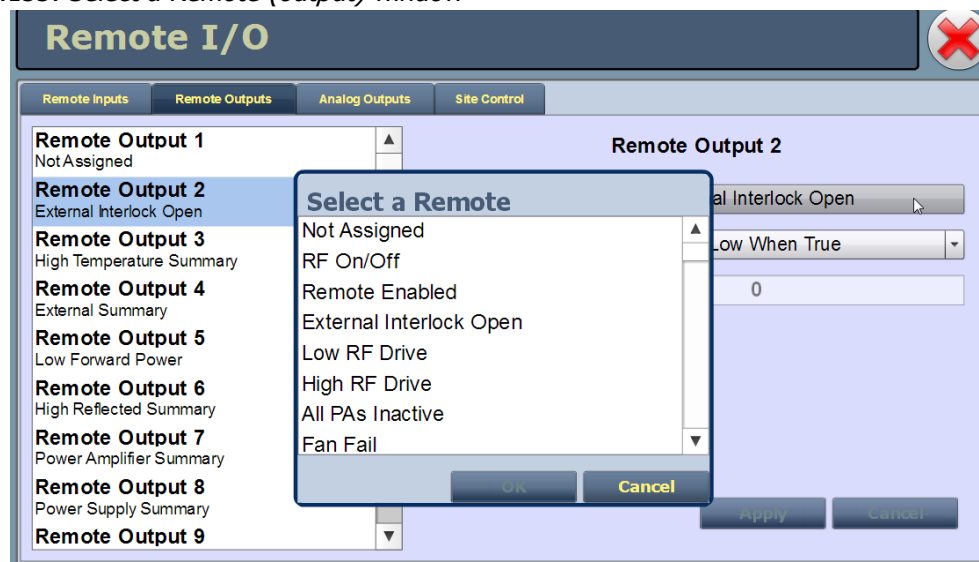 Select a Remote (output) window
Remote I/O
Remote Inputs
Remote Outputs
Analog Outputs
Site Control
Remote Output 1
Not Assigned
Remote Output 2
External Interlock Open
Remote Output 3
High Temperature Summary
Remote Output 4
External Summary
Remote Output 5
Low Forward Power
Remote Output 6
High Reflected Summary
Remote Output 7
Power Amplifier Summary
Remote Output 8
Power Supply Summary
Remote Output 9
Select a Remote
Not Assigned
RF On/Off
Remote Enabled
External Interlock Open
Low RF Drive
High RF Drive
All PAs Inactive
Fan Fail
OK
Cancel
Remote Output 2
al Interlock Open
Low When True
0
Apply
Cancel